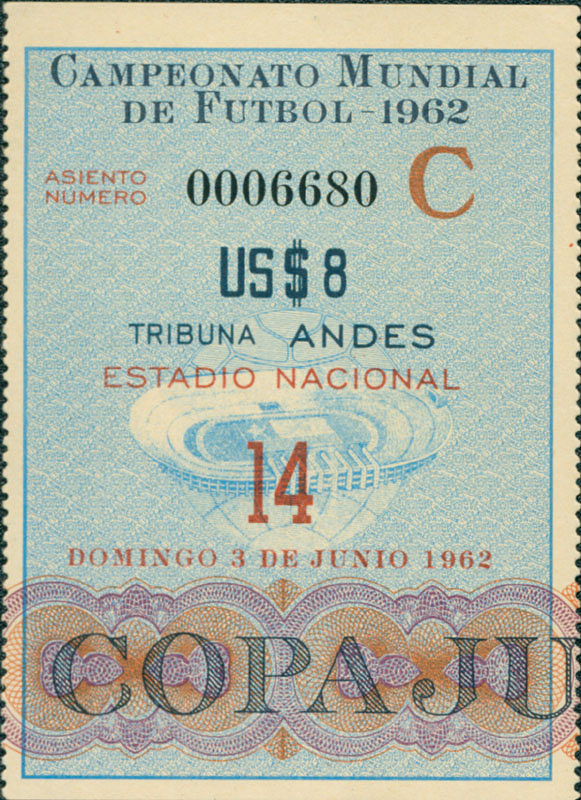 CAMPEONATO MUNDIAL
DE FUTBOL-1962
ASIENTO
NÚMERO
0006680 C
US$8
TRIBUNA ANDES
ESTADIO NACIONAL
14
DOMINGO 3 DE JUNIO 1962
COPA JU